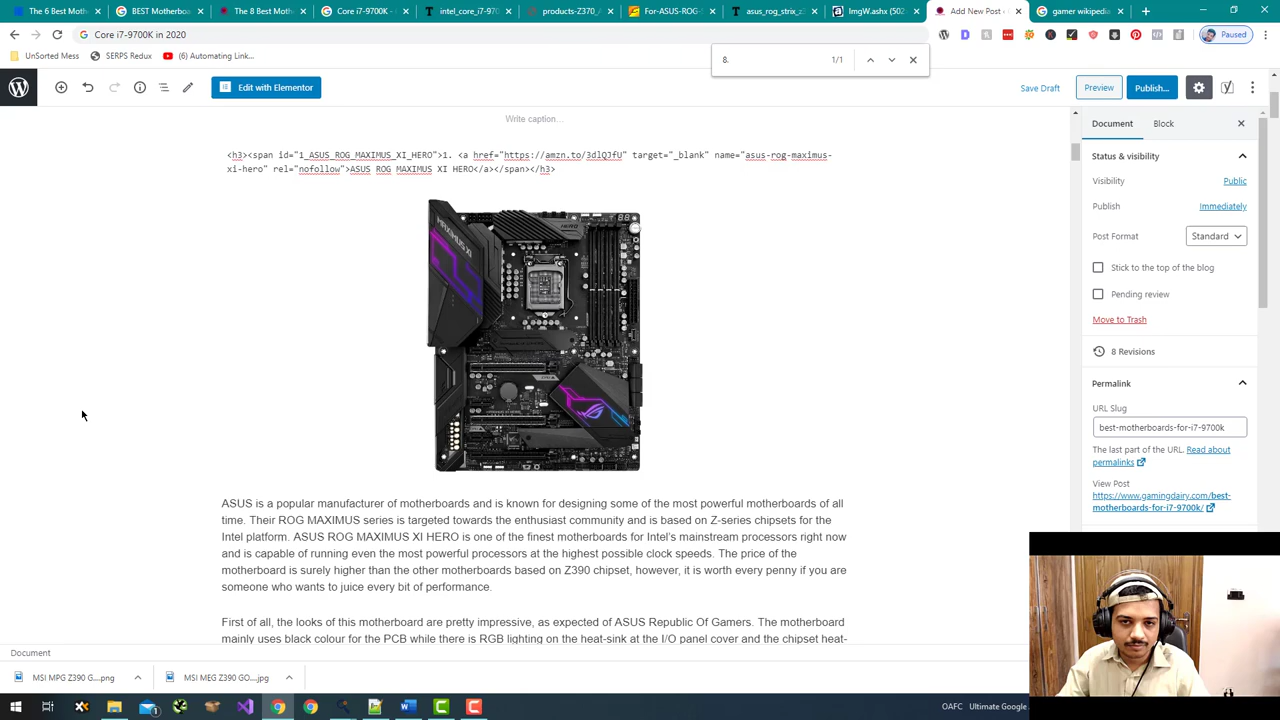 BEST Motherboa
The 8 Best Mothe
Core i7-9700K -
intel_core_i7-970
products-Z370_
For-ASUS-ROG-S
asus_rog_strix_z
ImgW.ashx (502
Add New Post
gamer wikipedia
Core i7-9700K in 2020
Paused
UnSorted Mess
SERPS Redux
(6) Automating Link...
8.
1/1
Edit with Elementor
Save Draft
Preview
Publish...
Write caption...
<h3><span id="1_ASUS_ROG_MAXIMUS_XI_HERO">1. <a href="https://amzn.to/3dlQJfU" target="_blank" name="asus-rog-maximus-
xi-hero" rel="nofollow">ASUS ROG MAXIMUS XI HERO</a></span></h3>
MAXIMUS XI
HERO
ASUS is a popular manufacturer of motherboards and is known for designing some of the most powerful motherboards of all
time. Their ROG MAXIMUS series is targeted towards the enthusiast community and is based on Z-series chipsets for the
Intel platform. ASUS ROG MAXIMUS XI HERO is one of the finest motherboards for Intel's mainstream processors right now
and is capable of running even the most powerful processors at the highest possible clock speeds. The price of the
motherboard is surely higher than the other motherboards based on Z390 chipset, however, it is worth every penny if you are
someone who wants to juice every bit of performance.
First of all, the looks of this motherboard are pretty impressive, as expected of ASUS Republic Of Gamers. The motherboard
mainly uses black colour for the PCB while there is RGB lighting on the heat-sink at the I/O panel cover and the chipset heat-
Document
Block
Status & visibility
Visibility
Public
Publish
Immediately
Post Format
Standard
Stick to the top of the blog
Pending review
Move to Trash
8 Revisions
Permalink
URL Slug
best-motherboards-for-i7-9700k
The last part of the URL. Read about
permalinks
View Post
https://www.gamingdairy.com/best-
motherboards-for-i7-9700k/
Document
MSI MPG Z390 G....png
MSI MEG Z390 GO....jpg
OAFC
Ultimate Google